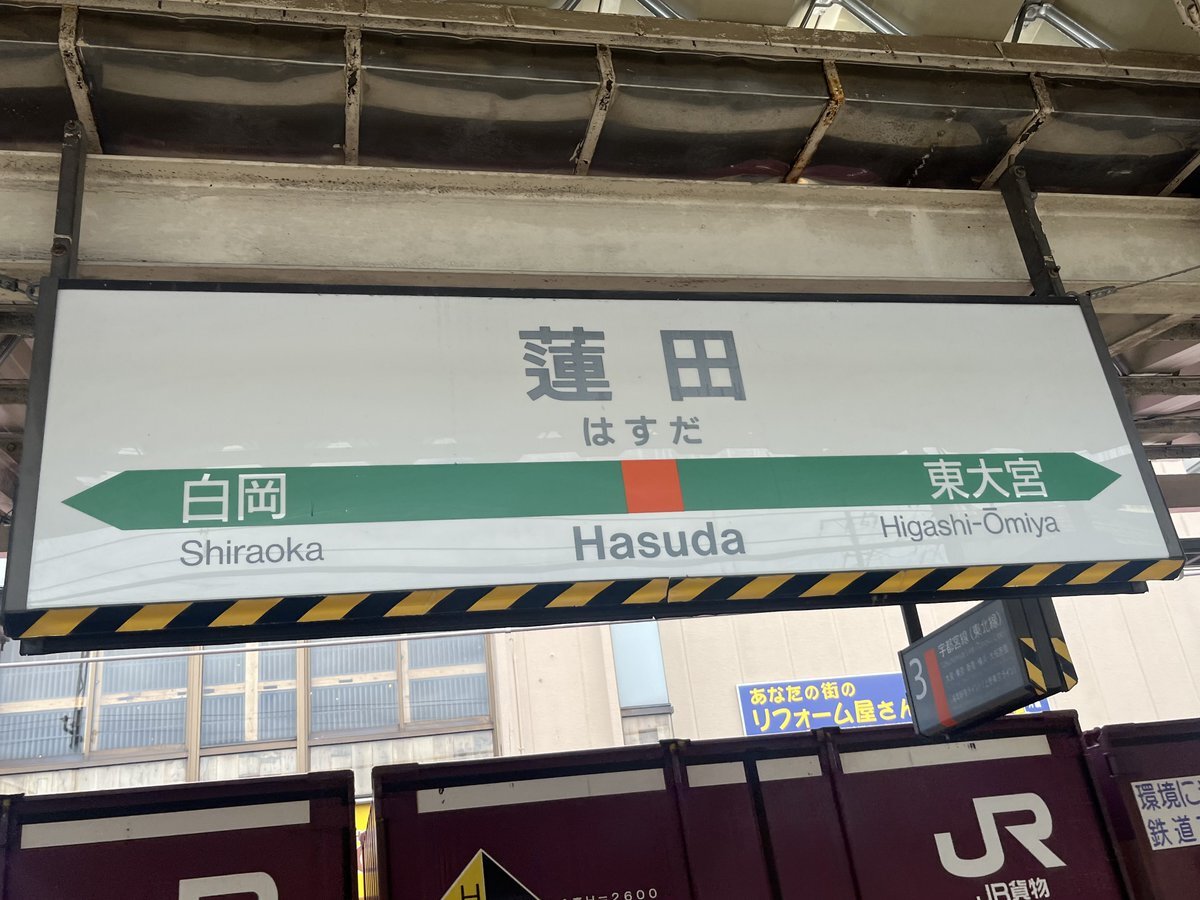 蓮田
はすだ
白岡
東大宮
Shiraoka
Hasuda
Higashi-Ōmiya
3
宇都宮線(東北線)
あなたの街の
リフォーム屋さん
JR
JR貨物
H
-2600
環境に
鉄道